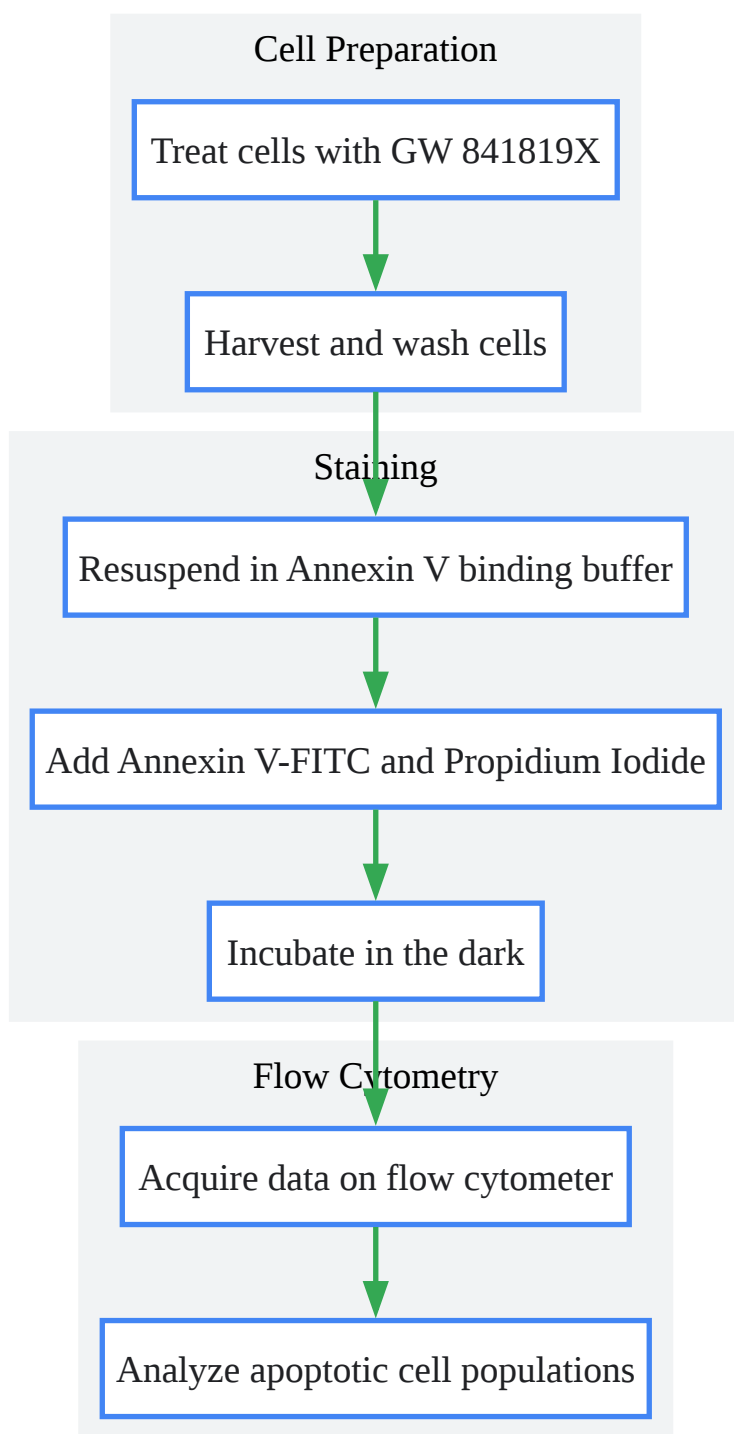 Cell Preparation
Treat cells with GW 841819X
Harvest and wash cells
Staining
Resuspend in Annexin V binding buffer
Add Annexin V-FITC and Propidium Iodide
Incubate in the dark
Flow Cytometry
Acquire data on flow cytometer
Analyze apoptotic cell populations